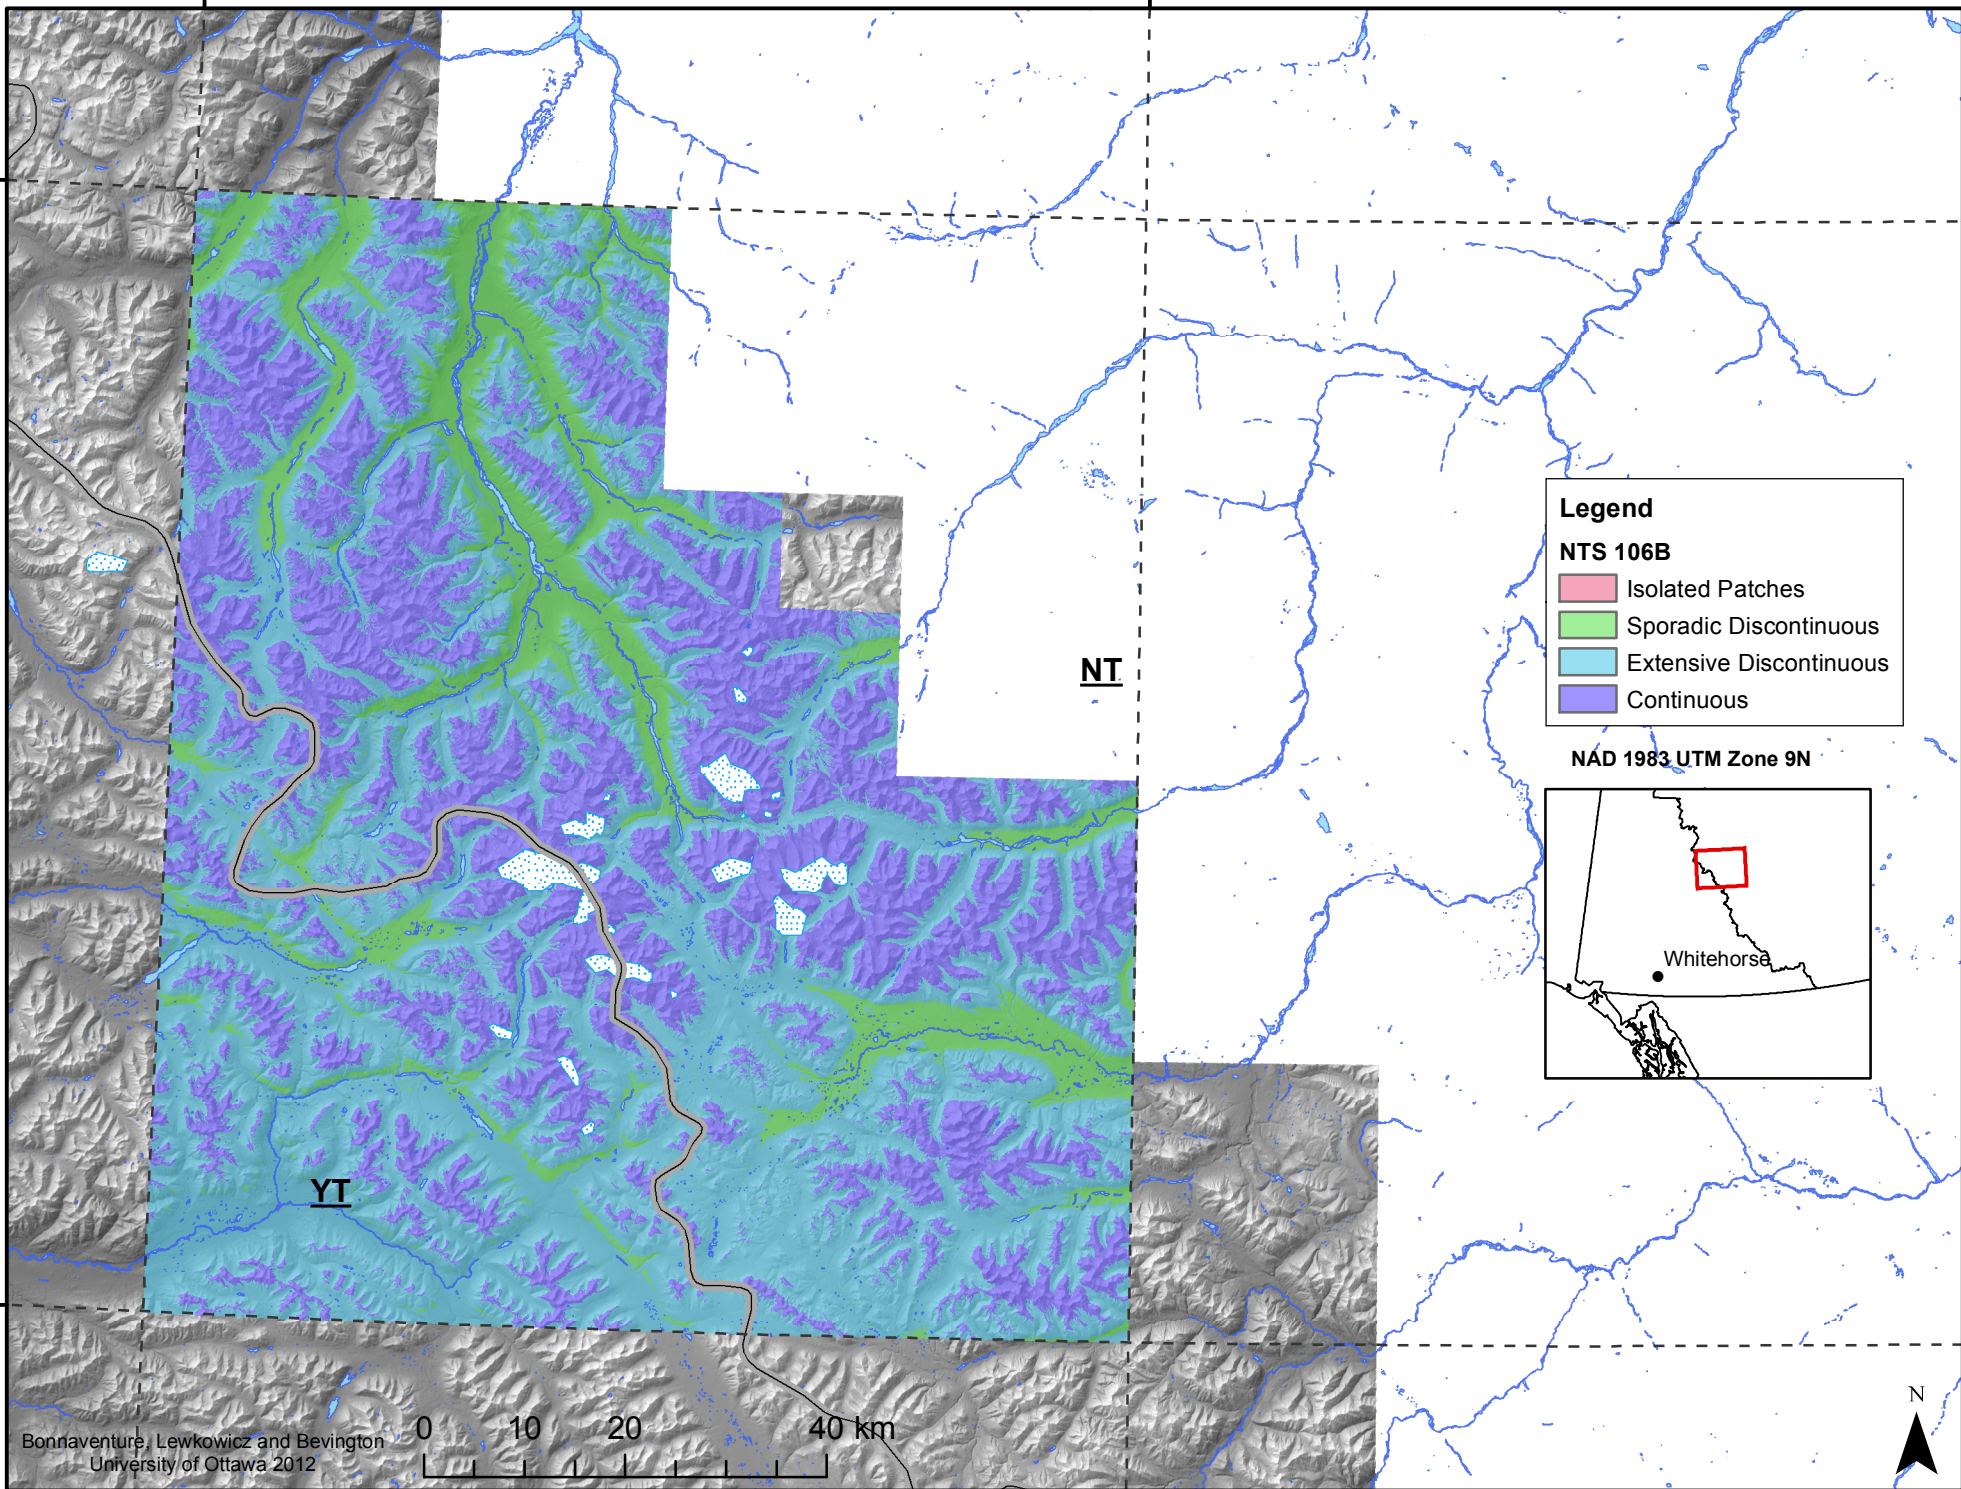 NT
Legend
NTS 106B
Isolated Patches
Sporadic Discontinuous
Extensive Discontinuous
Continuous
NAD 1983 UTM Zone 9N
Whitehorse
YT
0 10 20 40 km
Bonnaventure, Lewkowicz and Bevington
University of Ottawa 2012
N